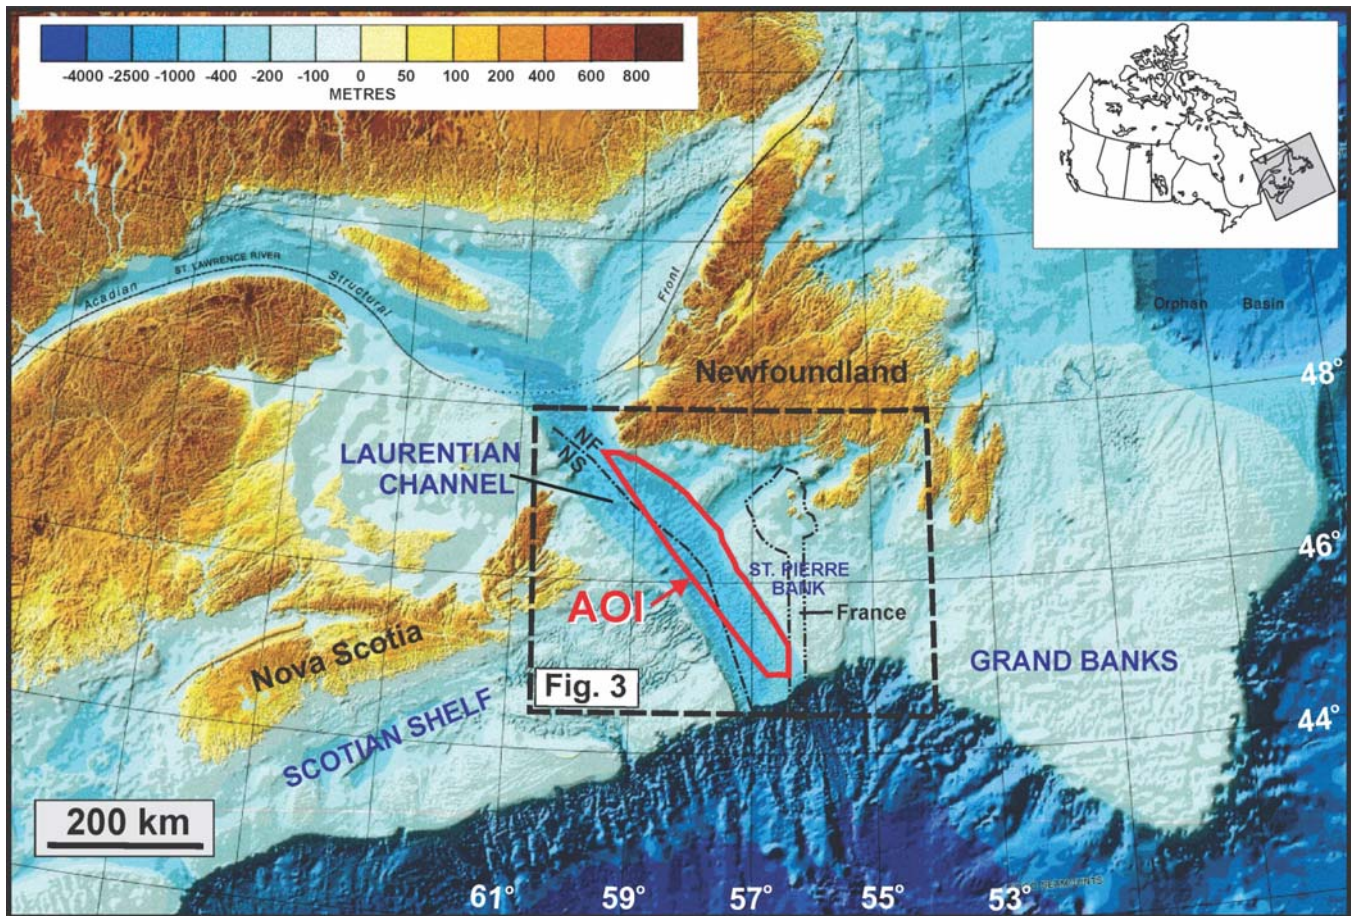 -4000 -2500 -1000 -400 -200 -100 0 50 100 200 400 600 800
METRES
ST. LAWRENCE RIVER
Acadian
Structural
Front
Orphan Basin
Newfoundland
48°
LAURENTIAN
CHANNEL
NF
NS
46°
ST. PIERRE
BANK
AOI
France
Nova Scotia
GRAND BANKS
Fig. 3
SCOTIAN SHELF
44°
200 km
61° 59° 57° 55° 53°